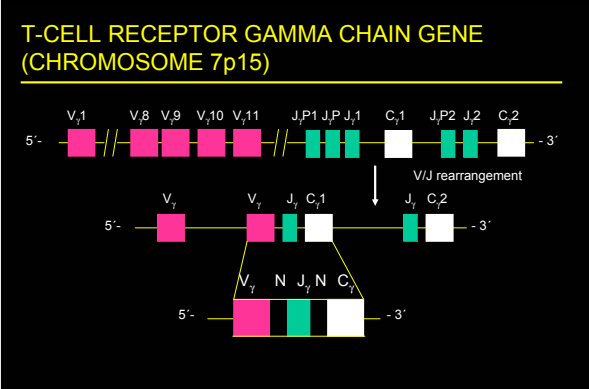 T-CELL RECEPTOR GAMMA CHAIN GENE
(CHROMOSOME 7p15)
Vγ1 Vγ8 Vγ9 Vγ10 Vγ11 JγP1 JγP Jγ1 Cγ1 JγP2 Jγ2 Cγ2
5´- // // - 3´
V/J rearrangement
Vγ Vγ Jγ Cγ1 Jγ Cγ2
5´- - 3´
Vγ N Jγ N Cγ
5´- - 3´